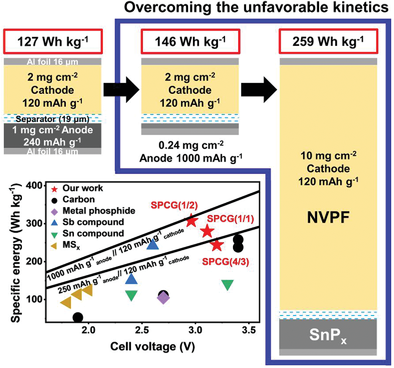 Overcoming the unfavorable kinetics
127 Wh kg⁻¹
146 Wh kg⁻¹
259 Wh kg⁻¹
Al foil 16 μm
2 mg cm⁻²
Cathode
120 mAh g⁻¹
Separator (19 μm)
1 mg cm⁻² Anode
240 mAh g⁻¹
Al foil 16 μm
2 mg cm⁻²
Cathode
120 mAh g⁻¹
0.24 mg cm⁻²
Anode 1000 mAh g⁻¹
10 mg cm⁻²
Cathode
120 mAh g⁻¹
NVPF
SnPₓ
Specific energy (Wh kg⁻¹)
400
300
200
100
Our work
Carbon
Metal phosphide
Sb compound
Sn compound
MSₓ
SPCG(1/2)
SPCG(1/1)
SPCG(4/3)
1000 mAh g⁻¹ anode // 120 mAh g⁻¹ cathode
250 mAh g⁻¹ anode // 120 mAh g⁻¹ cathode
2.0
2.5
3.0
3.5
Cell voltage (V)